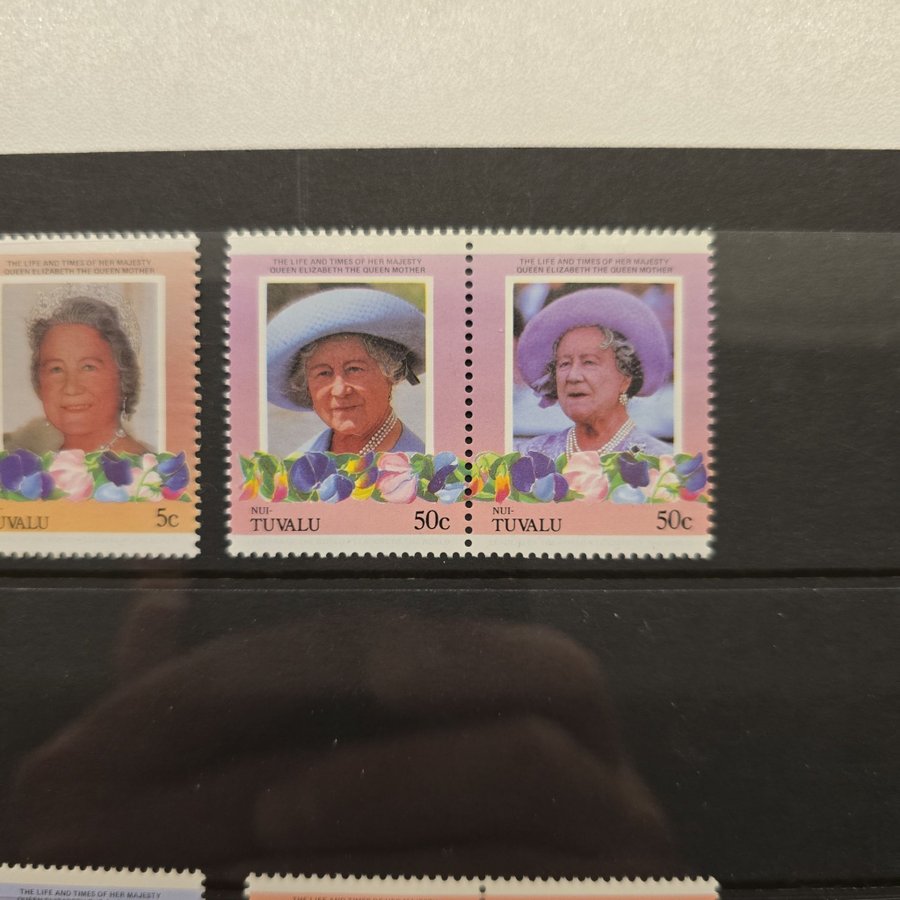 THE LIFE AND TIMES OF HER MAJESTY
QUEEN ELIZABETH THE QUEEN MOTHER
THE LIFE AND TIMES OF HER MAJESTY
QUEEN ELIZABETH THE QUEEN MOTHER
THE LIFE AND TIMES OF HER MAJESTY
QUEEN ELIZABETH THE QUEEN MOTHER
TUVALU 5c
NUI-
TUVALU 50c
NUI-
TUVALU 50c
THE LIFE AND TIMES OF HER MAJESTY